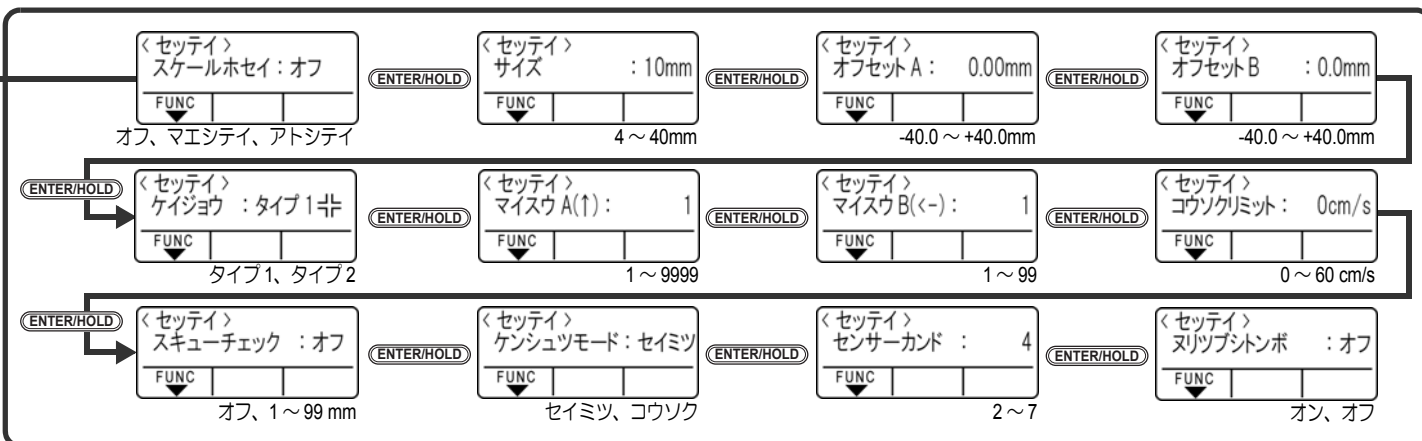 < セッテイ >
スケールホセイ：オフ
FUNC
オフ、マエシテイ、アトシテイ
ENTER/HOLD
< セッテイ >
サイズ : 10mm
FUNC
4 ～ 40mm
ENTER/HOLD
< セッテイ >
オフセット A : 0.00mm
FUNC
-40.0 ～ +40.0mm
ENTER/HOLD
< セッテイ >
オフセット B : 0.0mm
FUNC
-40.0 ～ +40.0mm
ENTER/HOLD
< セッテイ >
ケイジョウ : タイプ 1
FUNC
タイプ 1、タイプ 2
ENTER/HOLD
< セッテイ >
マイスウ A(↑) : 1
FUNC
1 ～ 9999
ENTER/HOLD
< セッテイ >
マイスウ B(<-) : 1
FUNC
1 ～ 99
ENTER/HOLD
< セッテイ >
コウソクリミット : 0cm/s
FUNC
0 ～ 60 cm/s
ENTER/HOLD
< セッテイ >
スキューチェック : オフ
FUNC
オフ、1 ～ 99 mm
ENTER/HOLD
< セッテイ >
ケンシュツモード : セイミツ
FUNC
セイミツ、コウソク
ENTER/HOLD
< セッテイ >
センサーカンド : 4
FUNC
2 ～ 7
ENTER/HOLD
< セッテイ >
ヌリツブシトンボ : オフ
FUNC
オン、オフ